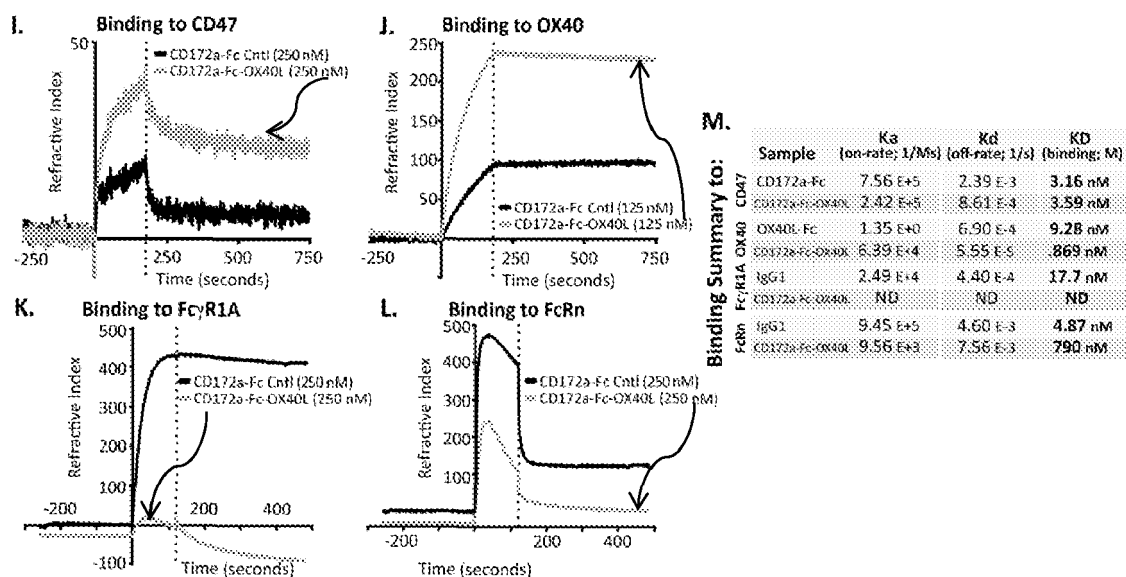 I. Binding to CD47
50
CD172a-Fc Cntl (250 nM)
CD172a-Fc-OX40L (250 nM)
Refractive Index
-250 250 500 750
Time (seconds)
J. Binding to OX40
250
200
150
100
50
Refractive Index
CD172a-Fc Cntl (125 nM)
CD172a-Fc-OX40L (125 nM)
-250 250 500 750
Time (seconds)
K. Binding to FcγR1A
500
400
300
200
100
-100
Refractive Index
CD172a-Fc Cntl (250 nM)
CD172a-Fc-OX40L (250 nM)
-200 200 400
Time (seconds)
L. Binding to FcRn
500
400
300
200
100
Refractive Index
CD172a-Fc Cntl (250 nM)
CD172a-Fc-OX40L (250 nM)
-200 200 400
Time (seconds)
M.
Binding Summary to:
Ka Kd KD
Sample (on-rate; 1/Ms) (off-rate; 1/s) (binding; M)
CD47
CD172a-Fc 7.56 E+5 2.39 E-3 3.16 nM
CD172a-Fc-OX40L 2.42 E+5 8.61 E-4 3.59 nM
OX40
OX40L-Fc 1.35 E+0 6.90 E-4 9.28 nM
CD172a-Fc-OX40L 6.39 E+4 5.55 E-5 .869 nM
FcγR1A
IgG1 2.49 E+4 4.40 E-4 17.7 nM
CD172a-Fc-OX40L ND ND ND
FcRn
IgG1 9.45 E+5 4.60 E-3 4.87 nM
CD172a-Fc-OX40L 9.56 E+3 7.56 E-3 790 nM